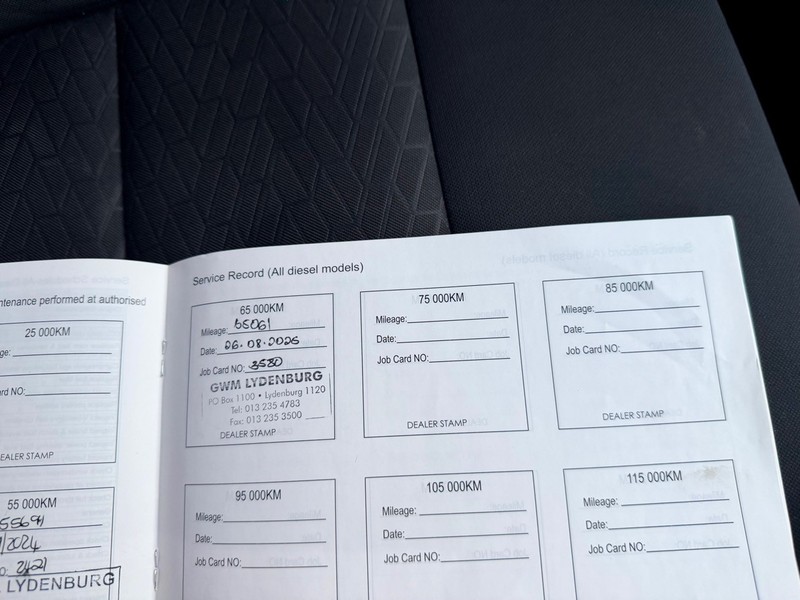 ntenance performed at authorised
25 000KM
ge:
rd NO:
EALER STAMP
55 000KM
55691
/2024
o: 2421
LYDENBURG
Service Record (All diesel models)
65 000KM
Mileage: 65061
Date: 26.08.2025
Job Card NO: 3580
GWM LYDENBURG
PO Box 1100 • Lydenburg 1120
Tel: 013 235 4783
Fax: 013 235 3500
DEALER STAMP
75 000KM
Mileage:
Date:
Job Card NO:
DEALER STAMP
85 000KM
Mileage:
Date:
Job Card NO:
DEALER STAMP
95 000KM
Mileage:
Date:
Job Card NO:
105 000KM
Mileage:
Date:
Job Card NO:
115 000KM
Mileage:
Date:
Job Card NO: